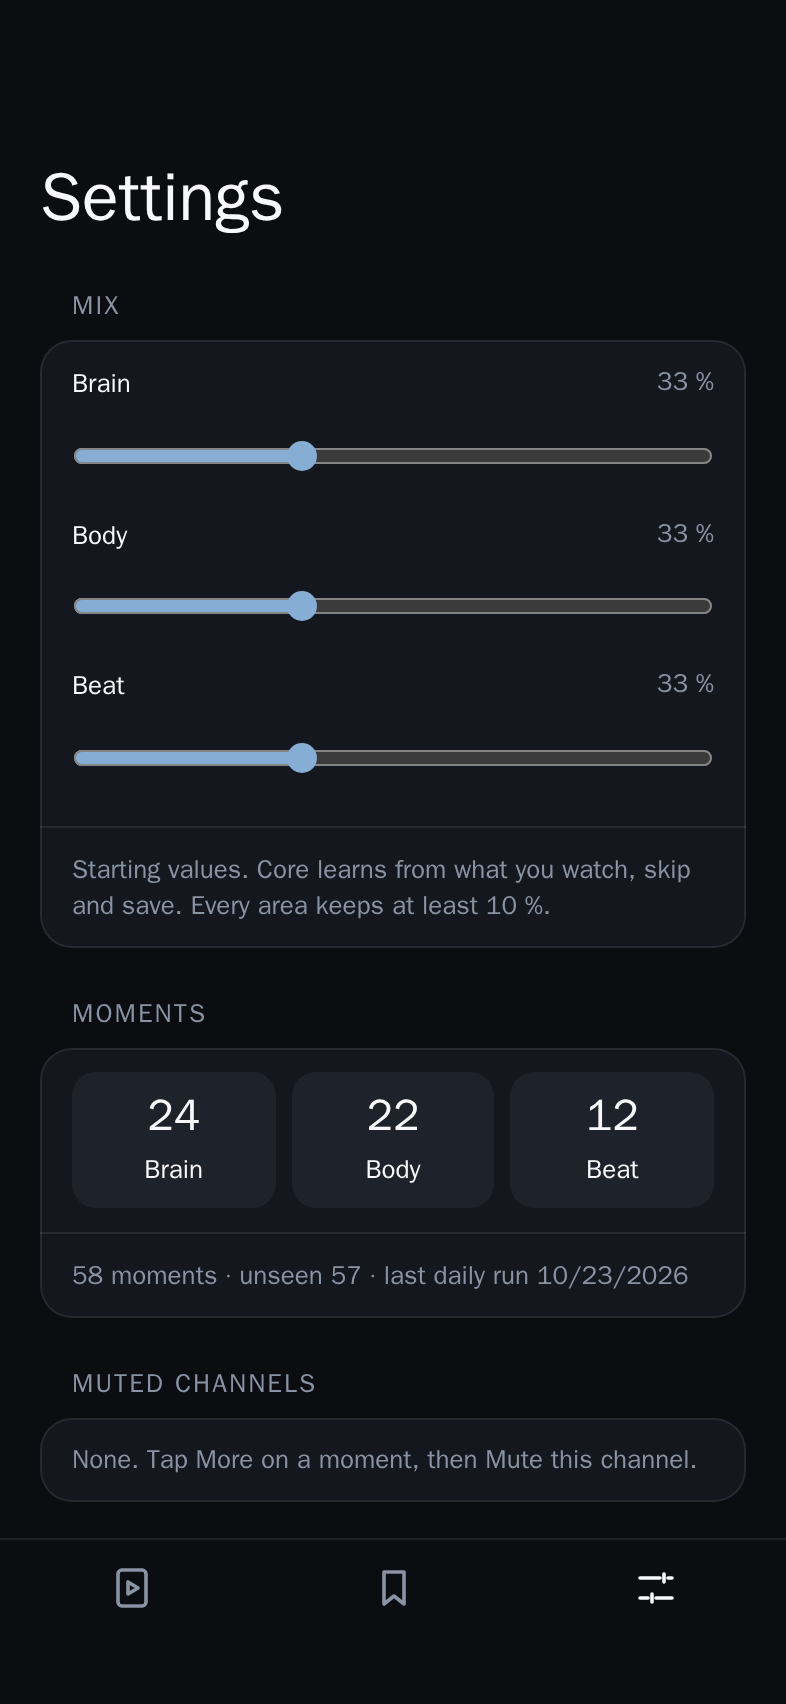 Settings
MIX
Brain 33 %
Body 33 %
Beat 33 %
Starting values. Core learns from what you watch, skip
and save. Every area keeps at least 10 %.
MOMENTS
24 22 12
Brain Body Beat
58 moments · unseen 57 · last daily run 10/23/2026
MUTED CHANNELS
None. Tap More on a moment, then Mute this channel.